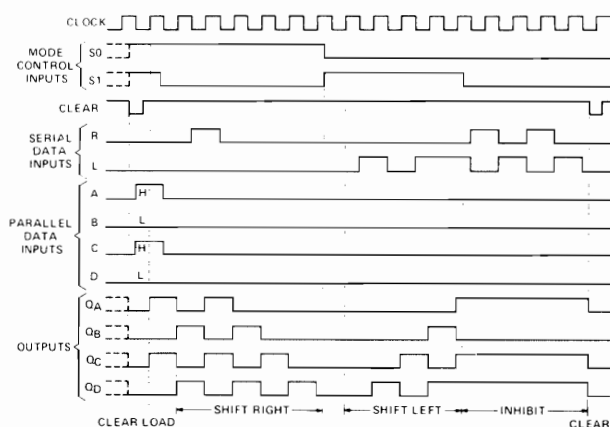 CLOCK
MODE
CONTROL
INPUTS
S0
S1
CLEAR
SERIAL
DATA
INPUTS
R
L
PARALLEL
DATA
INPUTS
A
H
B
L
C
H
D
L
OUTPUTS
QA
QB
QC
QD
SHIFT RIGHT
SHIFT LEFT
INHIBIT
CLEAR LOAD
CLEAR